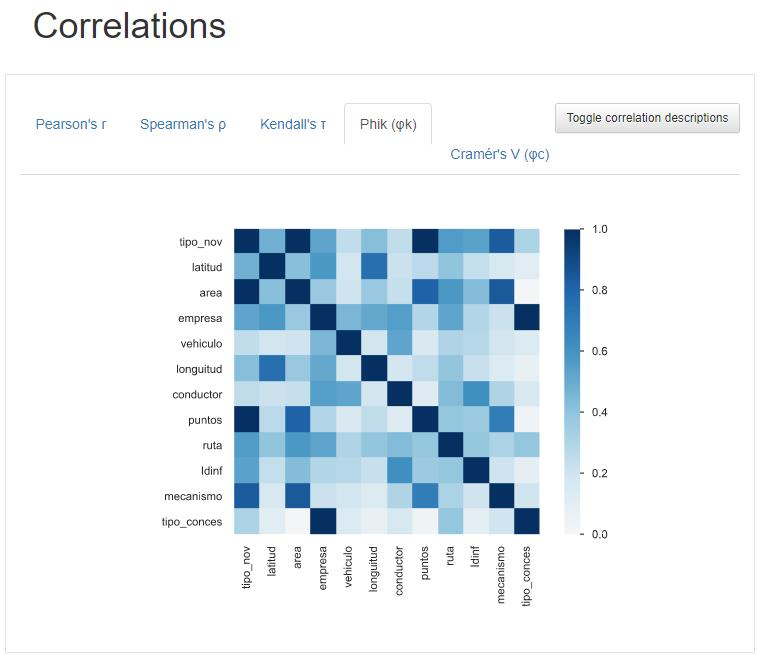 Correlations
Pearson's r
Spearman's ρ
Kendall's τ
Phik (φk)
Toggle correlation descriptions
Cramér's V (φc)
tipo_nov
latitud
area
empresa
vehiculo
longuitud
conductor
puntos
ruta
ldinf
mecanismo
tipo_conces
1.0
0.8
0.6
0.4
0.2
0.0
tipo_nov
latitud
area
empresa
vehiculo
longuitud
conductor
puntos
ruta
ldinf
mecanismo
tipo_conces